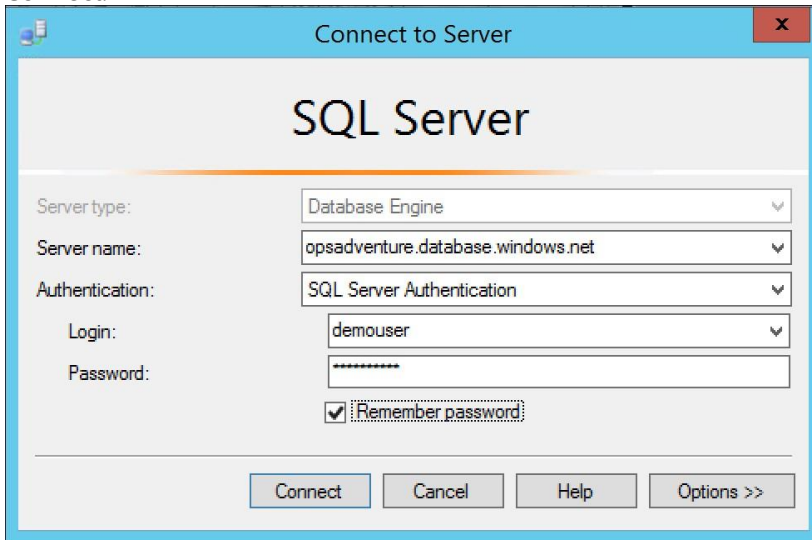 Connect to Server
x
SQL Server
Server type:
Database Engine
Server name:
opsadventure.database.windows.net
Authentication:
SQL Server Authentication
Login:
demouser
Password:
**********
Remember password
Connect
Cancel
Help
Options >>